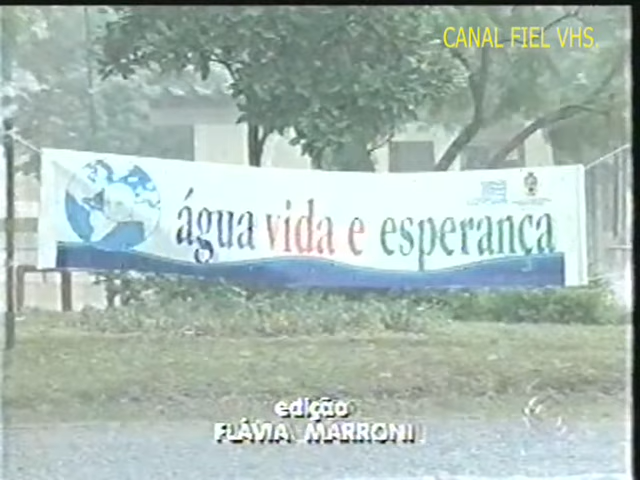 CANAL FIEL VHS.
água vida e esperança
edição
FLÁVIA MARRONI